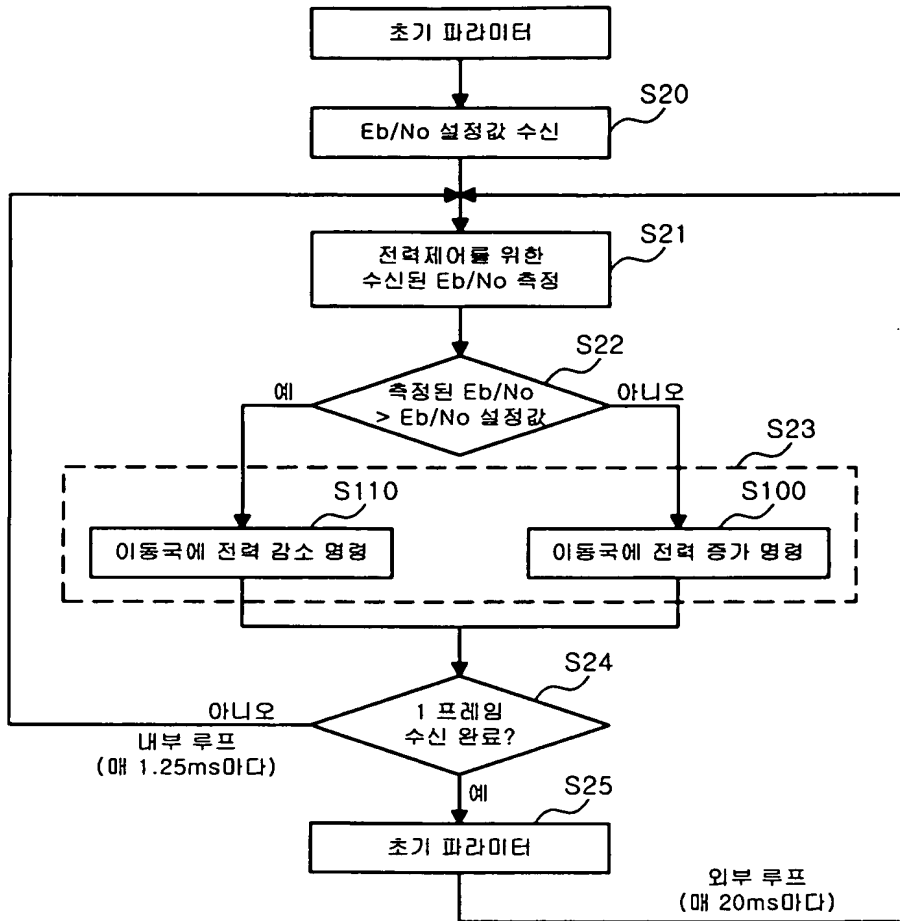 초기 파라미터
S20
Eb/No 설정값 수신
S21
전력제어를 위한
수신된 Eb/No 측정
S22
예
측정된 Eb/No
> Eb/No 설정값
아니오
S23
S110
S100
이동국에 전력 감소 명령
이동국에 전력 증가 명령
S24
아니오
1 프레임
수신 완료?
내부 루프
(매 1.25ms마다)
예
S25
초기 파라미터
외부 루프
(매 20ms마다)